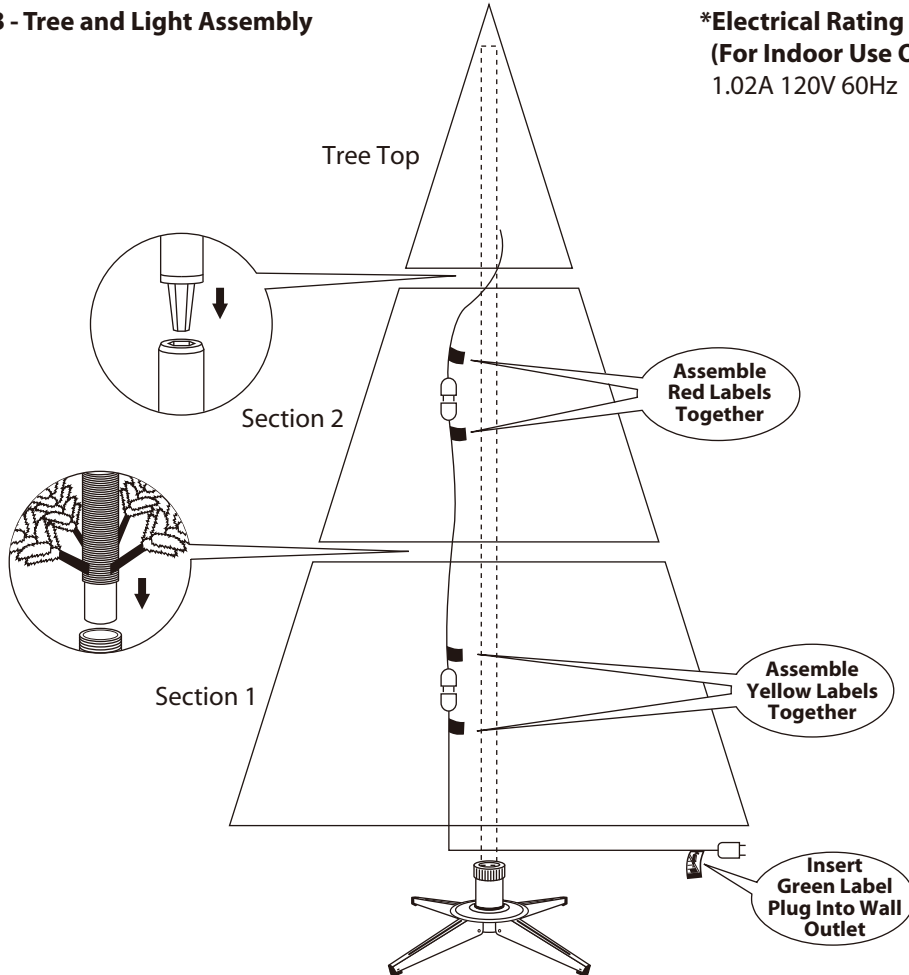 - Tree and Light Assembly
*Electrical Rating
(For Indoor Use
1.02A 120V 60Hz
Tree Top
Section 2
Assemble
Red Labels
Together
Section 1
Assemble
Yellow Labels
Together
Insert
Green Label
Plug Into Wall
Outlet